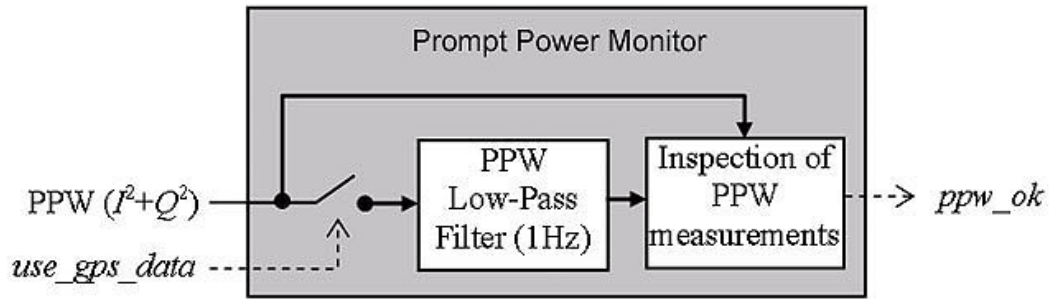 Prompt Power Monitor
PPW (I²+Q²)
use_gps_data
PPW
Low-Pass
Filter (1Hz)
Inspection of
PPW
measurements
ppw_ok